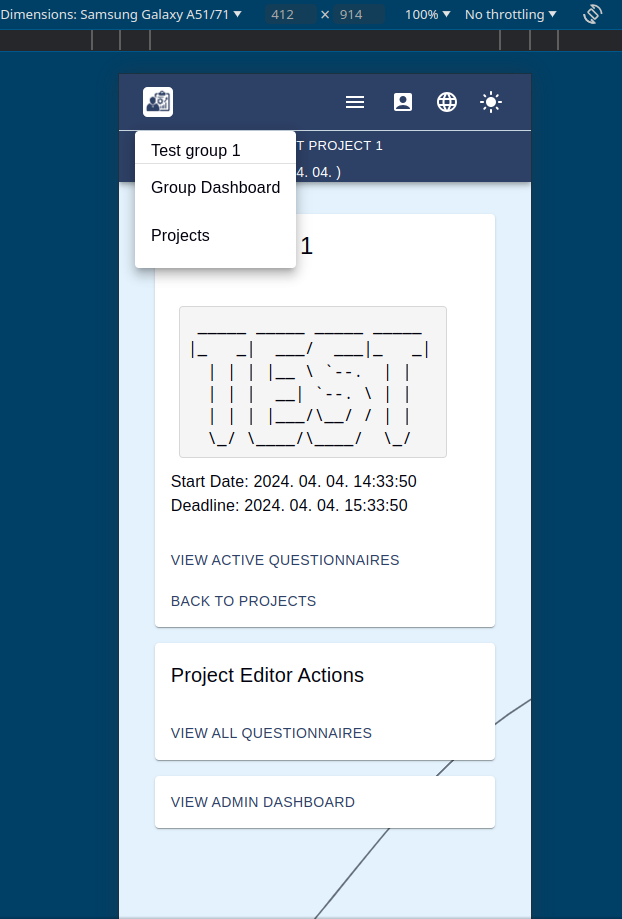 Dimensions: Samsung Galaxy A51/71 ▼ 412 × 914 100% ▼ No throttling ▼
T PROJECT 1
Test group 1
4. 04. )
Group Dashboard
Projects
1
 _____ _____ _____ _____
|_   _|  ___/  ___|_   _|
  | | | |__ \ `--.  | |
  | | |  __| `--. \ | |
  | | | |___/\__/ / | |
  \_/ \____/\____/  \_/
Start Date: 2024. 04. 04. 14:33:50
Deadline: 2024. 04. 04. 15:33:50
VIEW ACTIVE QUESTIONNAIRES
BACK TO PROJECTS
Project Editor Actions
VIEW ALL QUESTIONNAIRES
VIEW ADMIN DASHBOARD